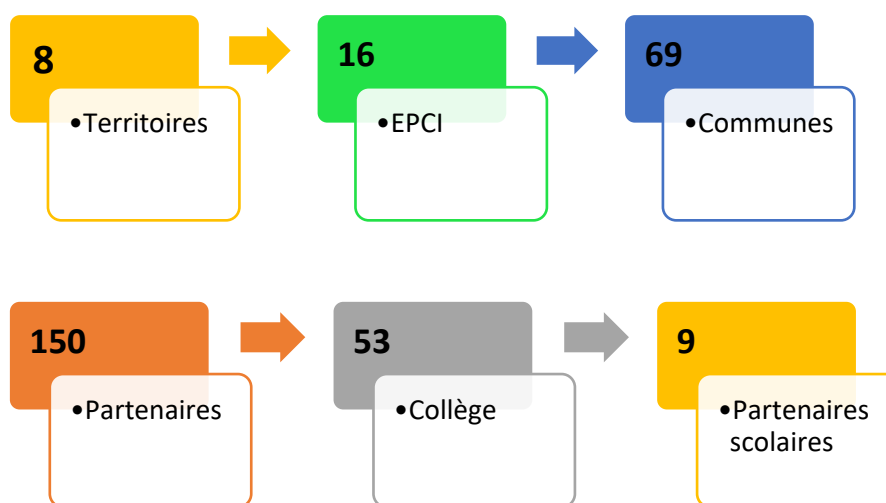 8
•Territoires
16
•EPCI
69
•Communes
150
•Partenaires
53
•Collège
9
•Partenaires
scolaires